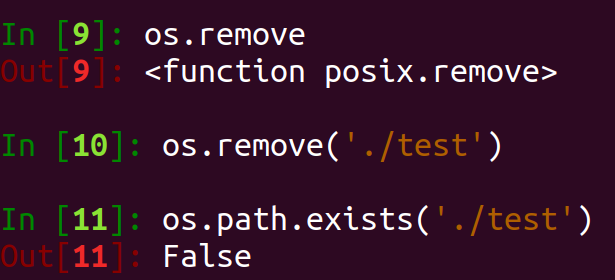 In [9]: os.remove
Out[9]: <function posix.remove>
In [10]: os.remove('./test')
In [11]: os.path.exists('./test')
Out[11]: False